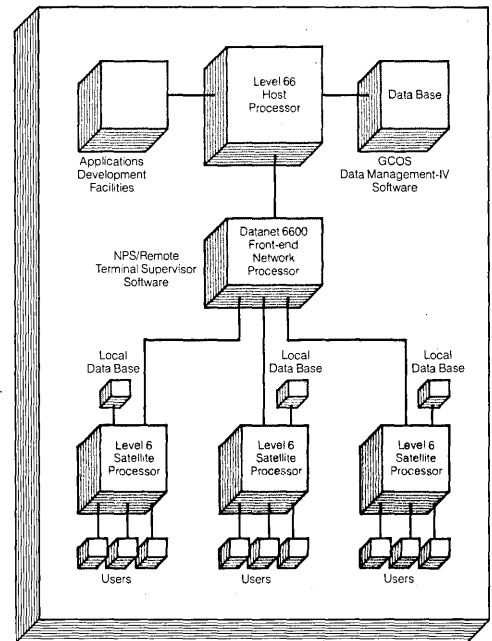 Level 66
Host
Processor
Data Base
Applications
Development
Facilities
GCOS
Data Management-IV
Software
Datanet 6600
Front-end
Network
Processor
NPS/Remote
Terminal Supervisor
Software
Local
Data Base
Local
Data Base
Local
Data Base
Level 6
Satellite
Processor
Level 6
Satellite
Processor
Level 6
Satellite
Processor
Users
Users
Users